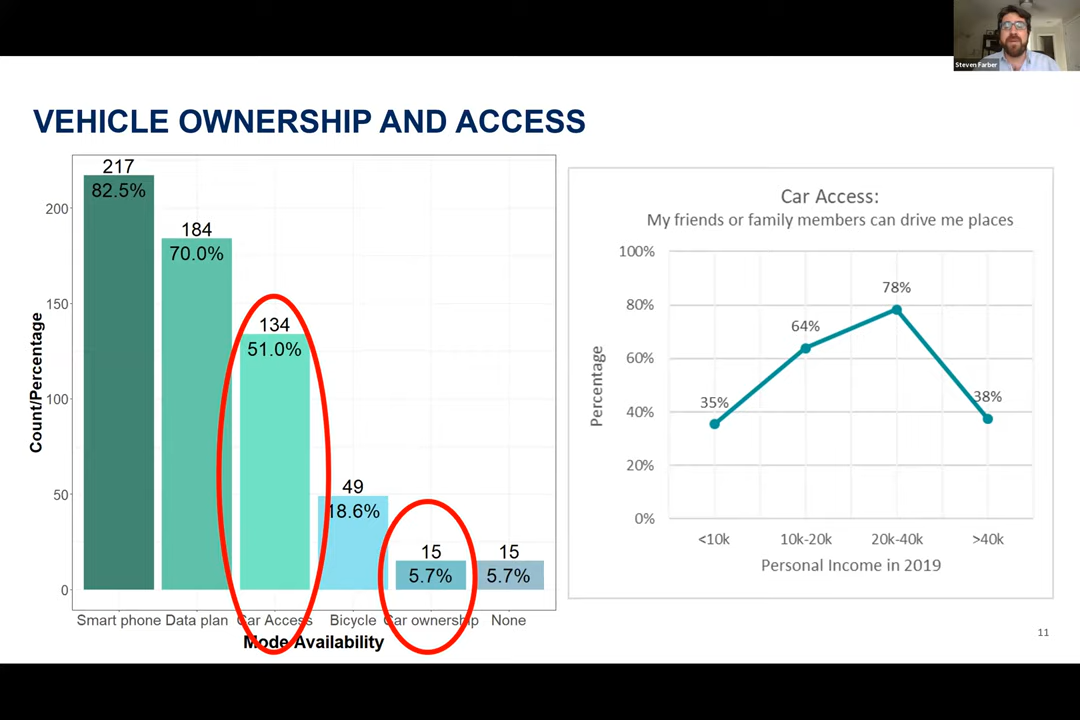 Steven Farber
VEHICLE OWNERSHIP AND ACCESS
217
82.5%
184
70.0%
134
51.0%
49
18.6%
15
5.7%
15
5.7%
200
150
100
50
0
Count/Percentage
Smart phone Data plan Car Access Bicycle Car ownership None
Mode Availability
Car Access:
My friends or family members can drive me places
100%
80%
60%
40%
20%
0%
Percentage
35%
64%
78%
38%
<10k 10k-20k 20k-40k >40k
Personal Income in 2019
11